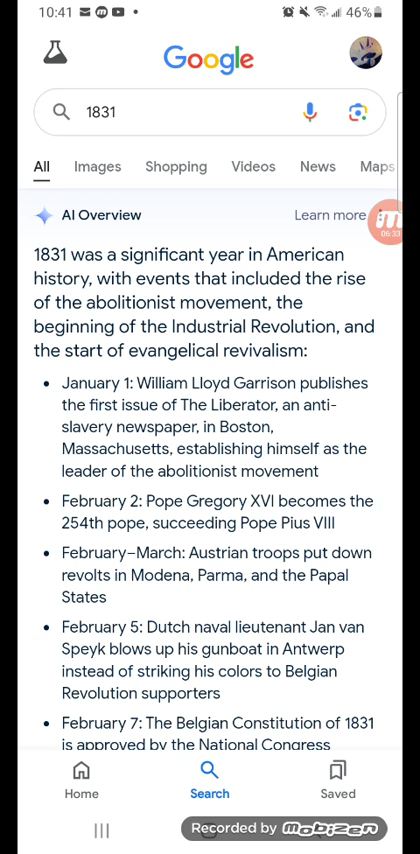 10:41
46%
Google
1831
All Images Shopping Videos News Maps
AI Overview Learn more
06:33
1831 was a significant year in American
history, with events that included the rise
of the abolitionist movement, the
beginning of the Industrial Revolution, and
the start of evangelical revivalism:
• January 1: William Lloyd Garrison publishes
the first issue of The Liberator, an anti-
slavery newspaper, in Boston,
Massachusetts, establishing himself as the
leader of the abolitionist movement
• February 2: Pope Gregory XVI becomes the
254th pope, succeeding Pope Pius VIII
• February–March: Austrian troops put down
revolts in Modena, Parma, and the Papal
States
• February 5: Dutch naval lieutenant Jan van
Speyk blows up his gunboat in Antwerp
instead of striking his colors to Belgian
Revolution supporters
• February 7: The Belgian Constitution of 1831
is approved by the National Congress
Home Search Saved
Recorded by mobizen